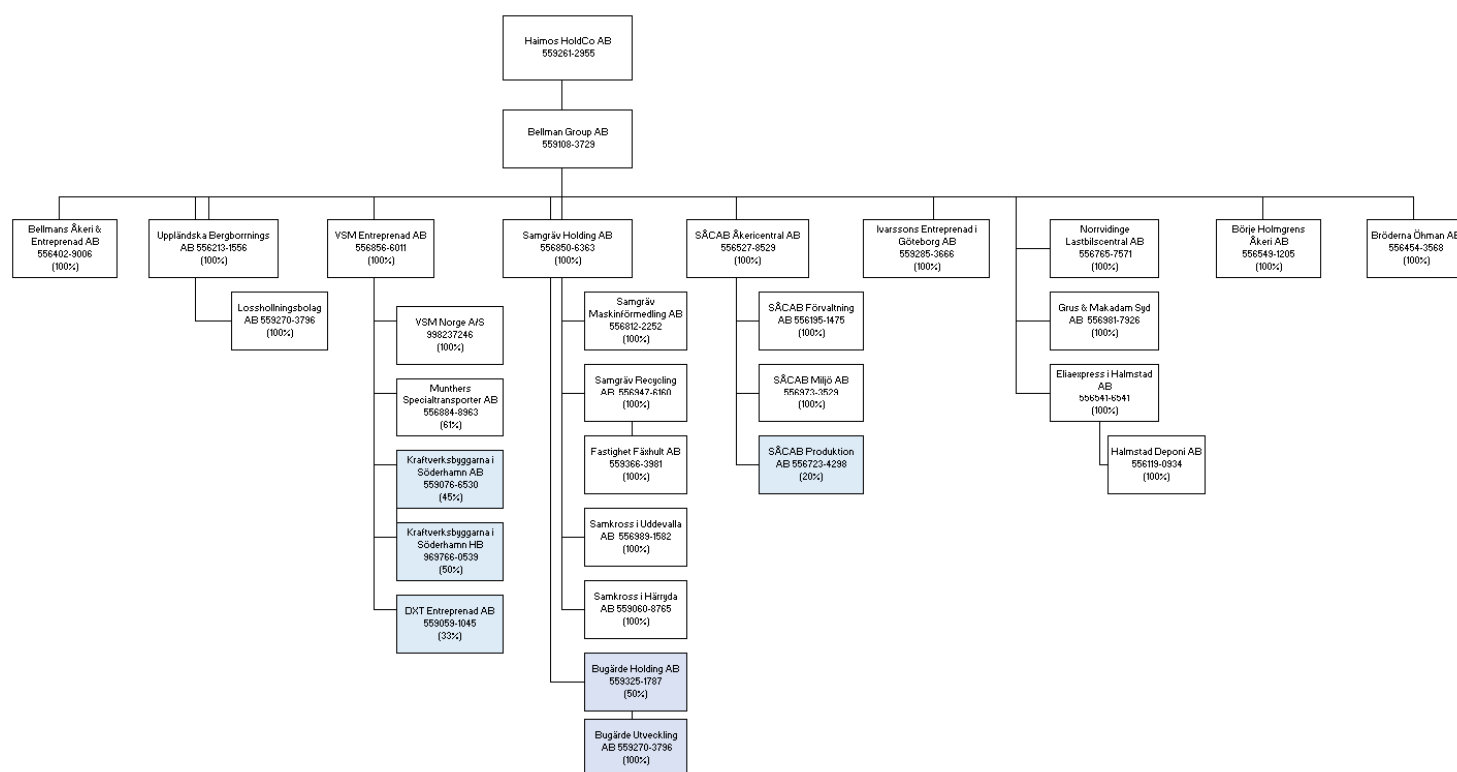 Haimos HoldCo AB
559261-2955
Bellman Group AB
559108-3729
Bellmans Åkeri &
Entreprenad AB
556402-9006
(100%)
Uppländska Bergborrnings
AB 556213-1556
(100%)
VSM Entreprenad AB
556856-6011
(100%)
Samgräv Holding AB
556850-6363
(100%)
SÅCAB Åkericentral AB
556527-8529
(100%)
Ivarssons Entreprenad i
Göteborg AB
559285-3666
(100%)
Norrvidinge
Lastbilscentral AB
556765-7571
(100%)
Börje Holmgrens
Åkeri AB
556549-1205
(100%)
Bröderna Öhman AB
556454-3568
(100%)
Losshollningsbolag
AB 559270-3796
(100%)
VSM Norge A/S
998237246
(100%)
Munthers
Specialtransporter AB
556884-8963
(61%)
Kraftverksbyggarna i
Söderhamn AB
559076-6530
(45%)
Kraftverksbyggarna i
Söderhamn HB
969766-0539
(50%)
DXT Entreprenad AB
559059-1045
(33%)
Samgräv
Maskinförmedling AB
556812-2252
(100%)
Samgräv Recycling
AB 556947-6160
(100%)
Fastighet Fäxhult AB
559366-3981
(100%)
Samkross i Uddevalla
AB 556989-1582
(100%)
Samkross i Härryda
AB 559060-8765
(100%)
Bugärde Holding AB
559325-1787
(50%)
Bugärde Utveckling
AB 559270-3796
(100%)
SÅCAB Förvaltning
AB 556195-1475
(100%)
SÅCAB Miljö AB
556973-3529
(100%)
SÅCAB Produktion
AB 556723-4298
(20%)
Grus & Makadam Syd
AB 556981-7926
(100%)
Eliaexpress i Halmstad
AB
556541-6541
(100%)
Halmstad Deponi AB
556119-0934
(100%)